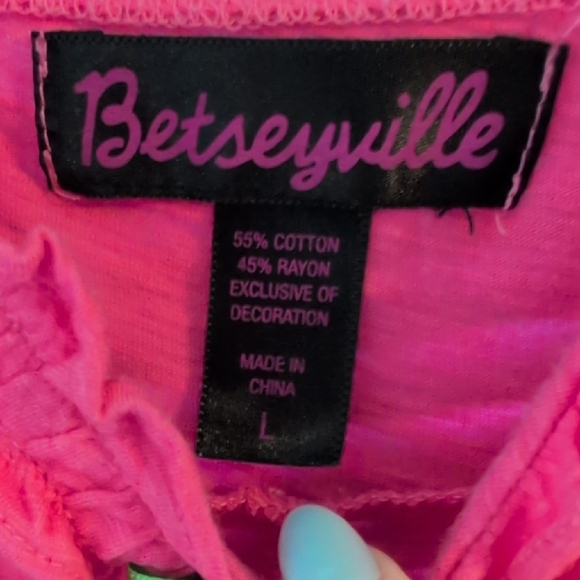 Betseyville
55% COTTON
45% RAYON
EXCLUSIVE OF
DECORATION
MADE IN
CHINA
L